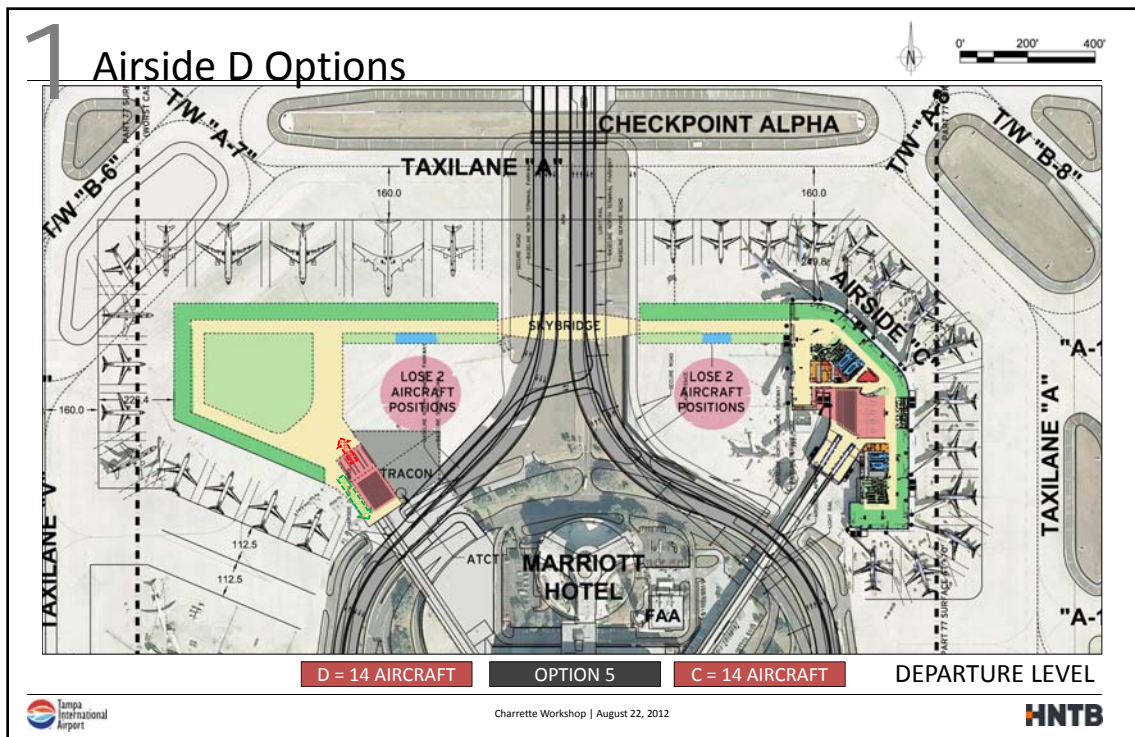 1 Airside D Options
0' 200' 400'
T/W "B-6"
T/W "A-7"
CHECKPOINT ALPHA
TAXILANE "A"
T/W "A-8"
T/W "B-8"
160.0
160.0
249.8
AIRSIDE "C"
SKYBRIDGE
LOSE 2
AIRCRAFT
POSITIONS
LOSE 2
AIRCRAFT
POSITIONS
160.0
TRACON
"A-1
TAXILANE "A"
112.5
112.5
ATCT
MARRIOTT
HOTEL
FAA
"A-1
D = 14 AIRCRAFT
OPTION 5
C = 14 AIRCRAFT
DEPARTURE LEVEL
Tampa
International
Airport
Charrette Workshop | August 22, 2012
HNTB